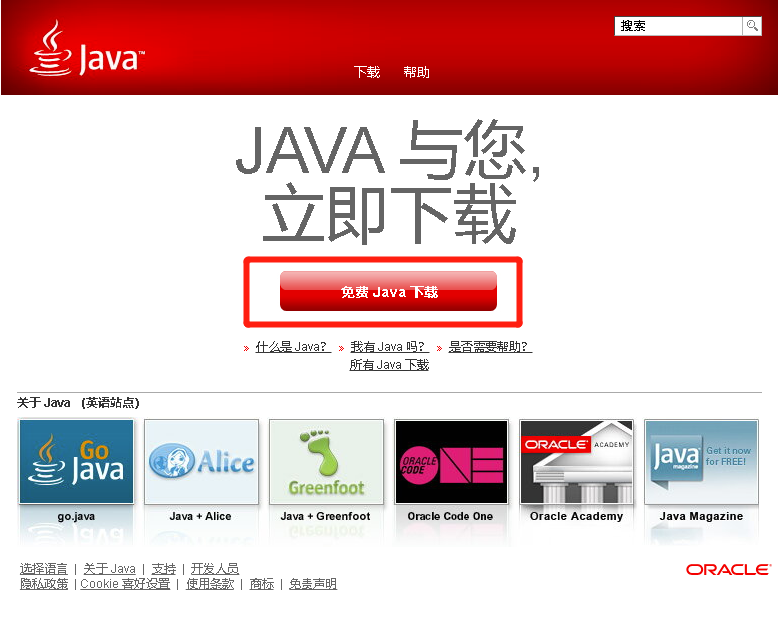 Java™
搜索
下载 帮助
JAVA 与您,
立即下载
免费 Java 下载
» 什么是 Java? » 我有 Java 吗? » 是否需要帮助?
所有 Java 下载
关于 Java (英语站点)
Go
Java
Alice
Greenfoot
ORACLE
CODE
ONE
ORACLE ACADEMY
Java
magazine
Get it now
for FREE!
go.java
Java + Alice
Java + Greenfoot
Oracle Code One
Oracle Academy
Java Magazine
选择语言 | 关于 Java | 支持 | 开发人员
隐私政策 | Cookie 喜好设置 | 使用条款 | 商标 | 免责声明
ORACLE